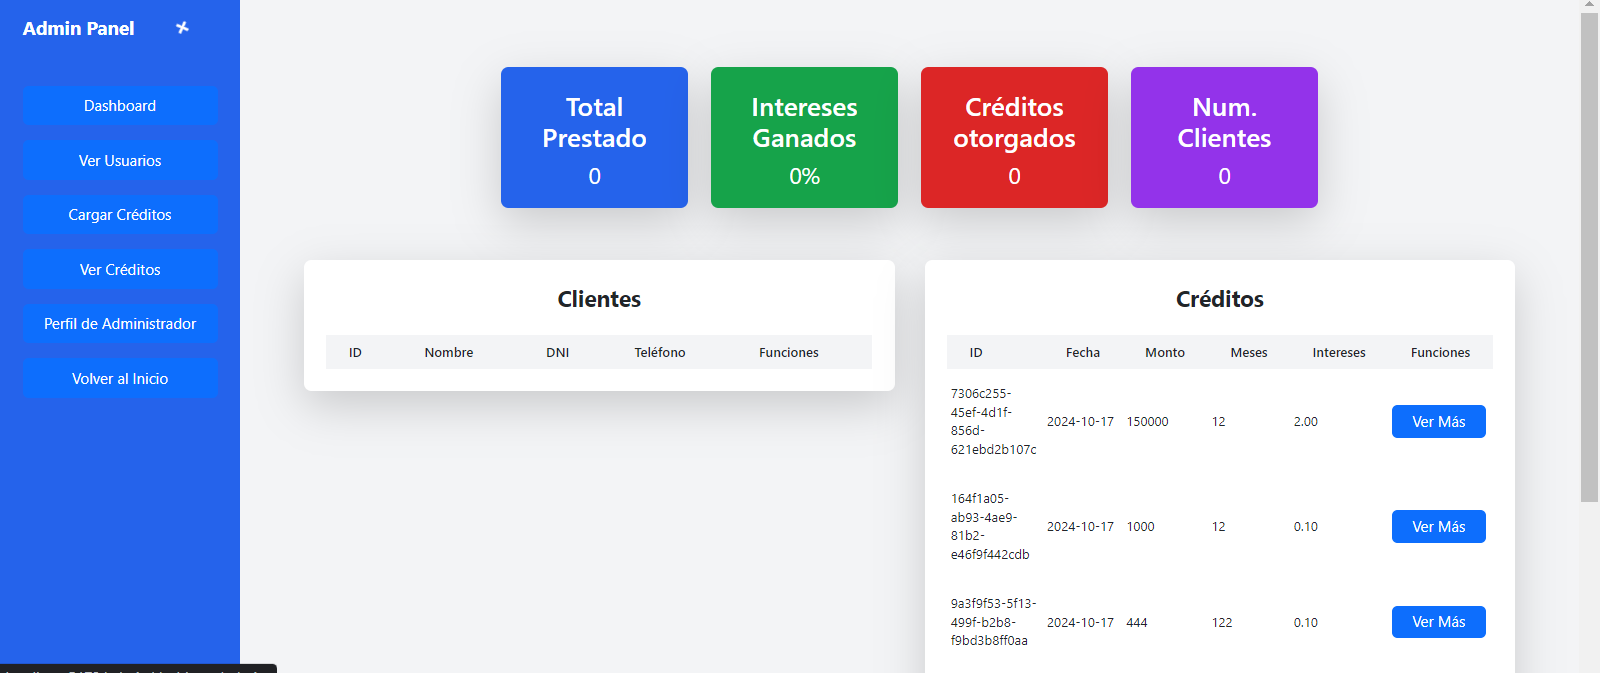 Admin Panel
Dashboard
Ver Usuarios
Cargar Créditos
Ver Créditos
Perfil de Administrador
Volver al Inicio
Total
Prestado
0
Intereses
Ganados
0%
Créditos
otorgados
0
Num.
Clientes
0
Clientes
ID Nombre DNI Teléfono Funciones
Créditos
ID Fecha Monto Meses Intereses Funciones
7306c255-
45ef-4d1f-
856d-
621ebd2b107c
2024-10-17 150000 12 2.00 Ver Más
164f1a05-
ab93-4ae9-
81b2-
e46f9f442cdb
2024-10-17 1000 12 0.10 Ver Más
9a3f9f53-5f13-
499f-b2b8-
f9bd3b8ff0aa
2024-10-17 444 122 0.10 Ver Más